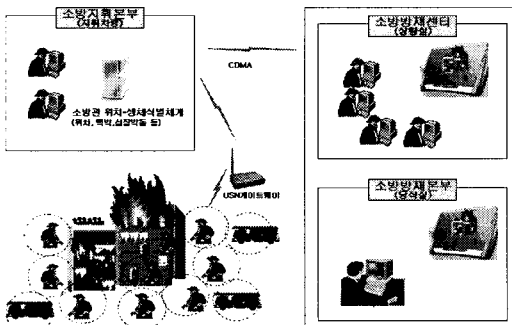 소방지휘본부
(지휘차량)
소방관 위치·생체식별체계
(위치, 맥박, 심장박동 등)
CDMA
USN게이트웨이
소방방재센터
(상황실)
소방방재본부
(당직실)